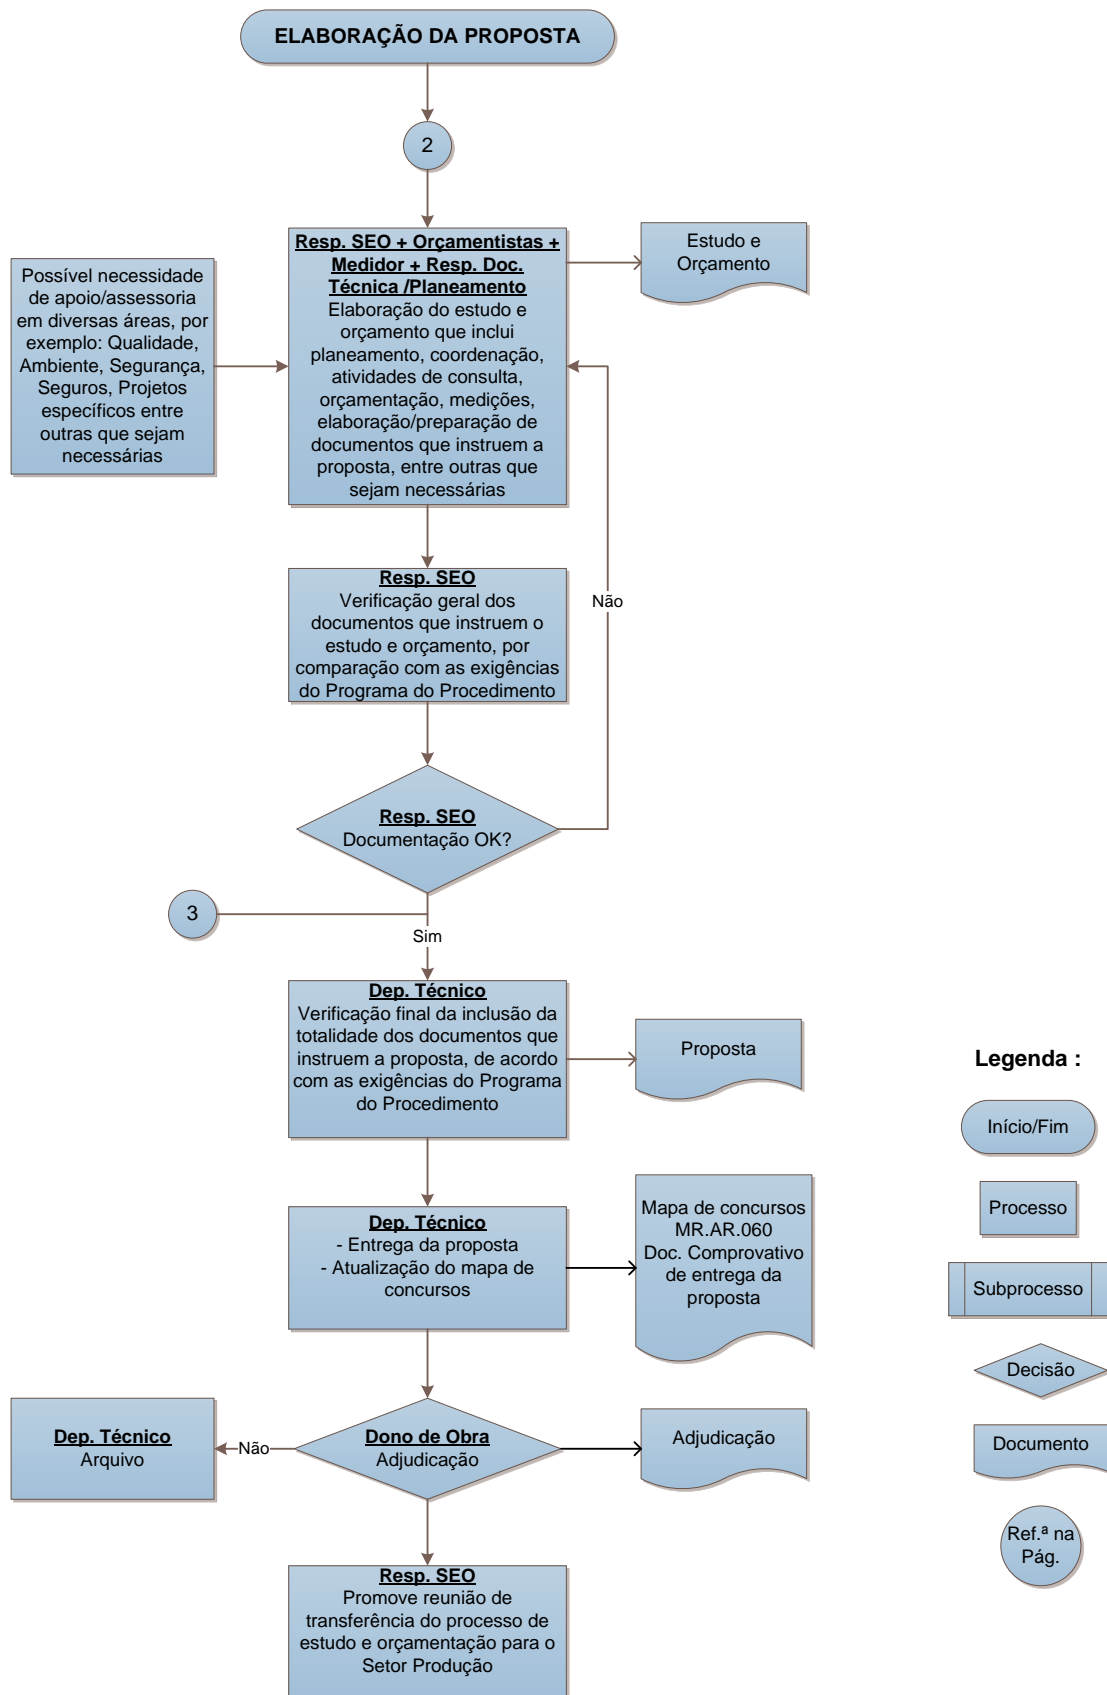 ELABORAÇÃO DA PROPOSTA
2
Resp. SEO + Orçamentistas +
Medidor + Resp. Doc.
Técnica /Planeamento
Elaboração do estudo e
orçamento que inclui
planeamento, coordenação,
atividades de consulta,
orçamentação, medições,
elaboração/preparação de
documentos que instruem a
proposta, entre outras que
sejam necessárias
Estudo e
Orçamento
Possível necessidade
de apoio/assessoria
em diversas áreas, por
exemplo: Qualidade,
Ambiente, Segurança,
Seguros, Projetos
específicos entre
outras que sejam
necessárias
Resp. SEO
Verificação geral dos
documentos que instruem o
estudo e orçamento, por
comparação com as exigências
do Programa do Procedimento
Não
Resp. SEO
Documentação OK?
3
Sim
Dep. Técnico
Verificação final da inclusão da
totalidade dos documentos que
instruem a proposta, de acordo
com as exigências do Programa
do Procedimento
Proposta
Dep. Técnico
- Entrega da proposta
- Atualização do mapa de
concursos
Mapa de concursos
MR.AR.060
Doc. Comprovativo
de entrega da
proposta
Dep. Técnico
Arquivo
Não
Dono de Obra
Adjudicação
Adjudicação
Resp. SEO
Promove reunião de
transferência do processo de
estudo e orçamentação para o
Setor Produção
Legenda :
Início/Fim
Processo
Subprocesso
Decisão
Documento
Ref.ª na
Pág.